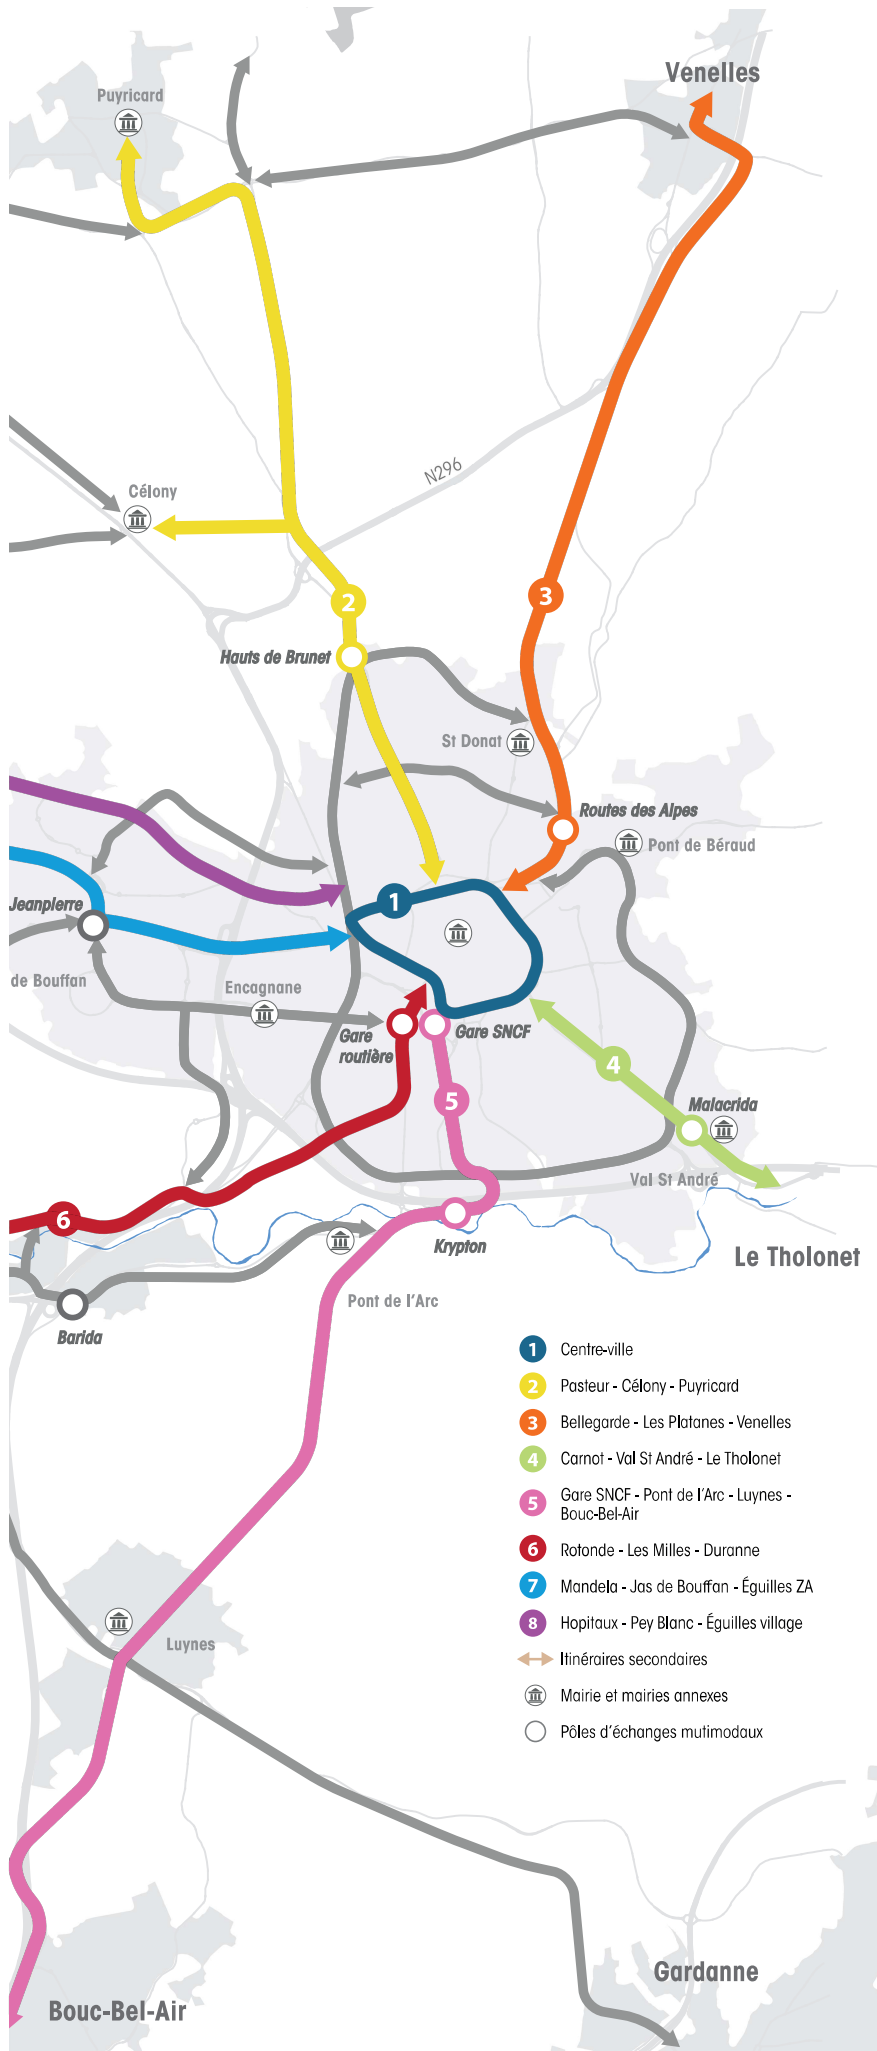 Venelles
Puyricard
N296
Célony
2
3
Hauts de Brunet
St Donat
Routes des Alpes
Pont de Béraud
1
Jeanpierre
de Bouffan
Encagnane
Gare
routière
Gare SNCF
4
5
Malacrida
Val St André
6
Krypton
Le Tholonet
Pont de l'Arc
Barida
1 Centre-ville
2 Pasteur - Célony - Puyricard
3 Bellegarde - Les Platanes - Venelles
4 Carnot - Val St André - Le Tholonet
5 Gare SNCF - Pont de l'Arc - Luynes -
Bouc-Bel-Air
6 Rotonde - Les Milles - Duranne
7 Mandela - Jas de Bouffan - Éguilles ZA
8 Hopitaux - Pey Blanc - Éguilles village
Itinéraires secondaires
Mairie et mairies annexes
Pôles d'échanges mutimodaux
Luynes
Gardanne
Bouc-Bel-Air